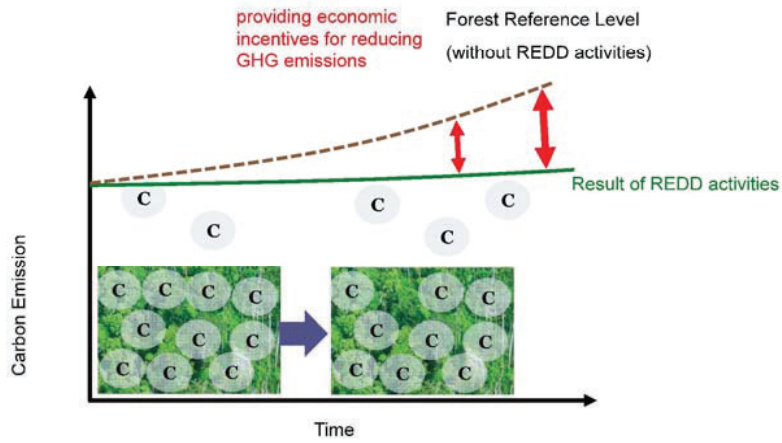 providing economic
incentives for reducing
GHG emissions
Forest Reference Level
(without REDD activities)
Result of REDD activities
C
C
C
C
C
C C C C
C C C
C C C
C C C
C C C
C C C
Carbon Emission
Time